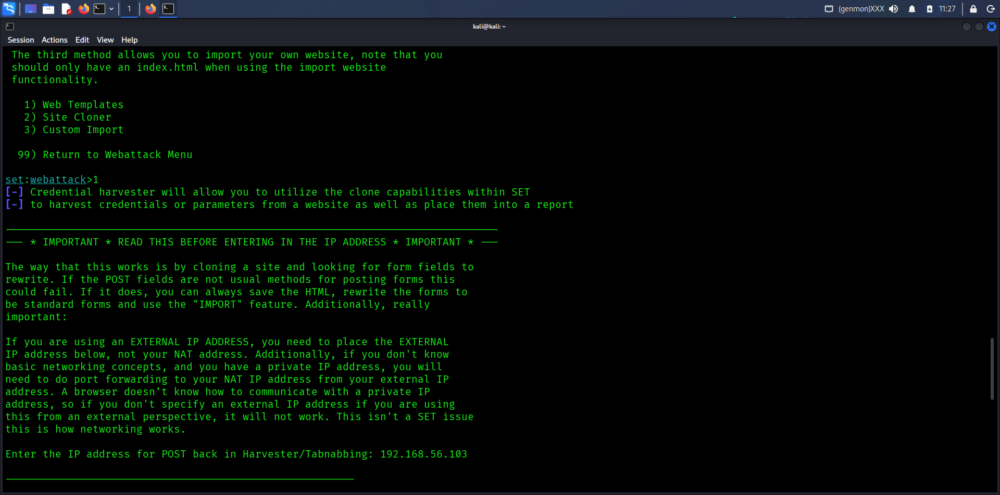 1
(genmon)XXX
11:27
kali@kali: ~
Session Actions Edit View Help
The third method allows you to import your own website, note that you
should only have an index.html when using the import website
functionality.
1) Web Templates
2) Site Cloner
3) Custom Import
99) Return to Webattack Menu
set:webattack>1
[-] Credential harvester will allow you to utilize the clone capabilities within SET
[-] to harvest credentials or parameters from a website as well as place them into a report
--- * IMPORTANT * READ THIS BEFORE ENTERING IN THE IP ADDRESS * IMPORTANT * ---
The way that this works is by cloning a site and looking for form fields to
rewrite. If the POST fields are not usual methods for posting forms this
could fail. If it does, you can always save the HTML, rewrite the forms to
be standard forms and use the "IMPORT" feature. Additionally, really
important:
If you are using an EXTERNAL IP ADDRESS, you need to place the EXTERNAL
IP address below, not your NAT address. Additionally, if you don't know
basic networking concepts, and you have a private IP address, you will
need to do port forwarding to your NAT IP address from your external IP
address. A browser doesn’t know how to communicate with a private IP
address, so if you don't specify an external IP address if you are using
this from an external perspective, it will not work. This isn't a SET issue
this is how networking works.
Enter the IP address for POST back in Harvester/Tabnabbing: 192.168.56.103